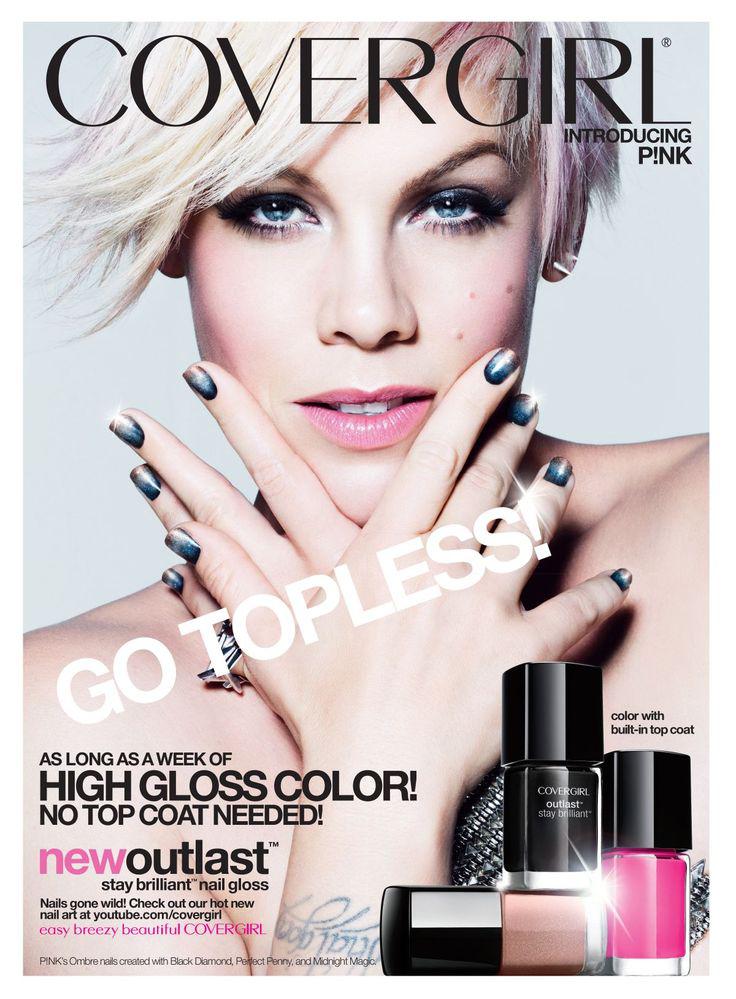 COVERGIRL®
INTRODUCING
P!NK
GO TOPLESS!
color with
built-in top coat
AS LONG AS A WEEK OF
HIGH GLOSS COLOR!
NO TOP COAT NEEDED!
COVERGIRL
outlast™
stay brilliant™
newoutlast™
stay brilliant™ nail gloss
Nails gone wild! Check out our hot new
nail art at youtube.com/covergirl
easy breezy beautiful COVERGIRL
P!NK's Ombre nails created with Black Diamond, Perfect Penny, and Midnight Magic.